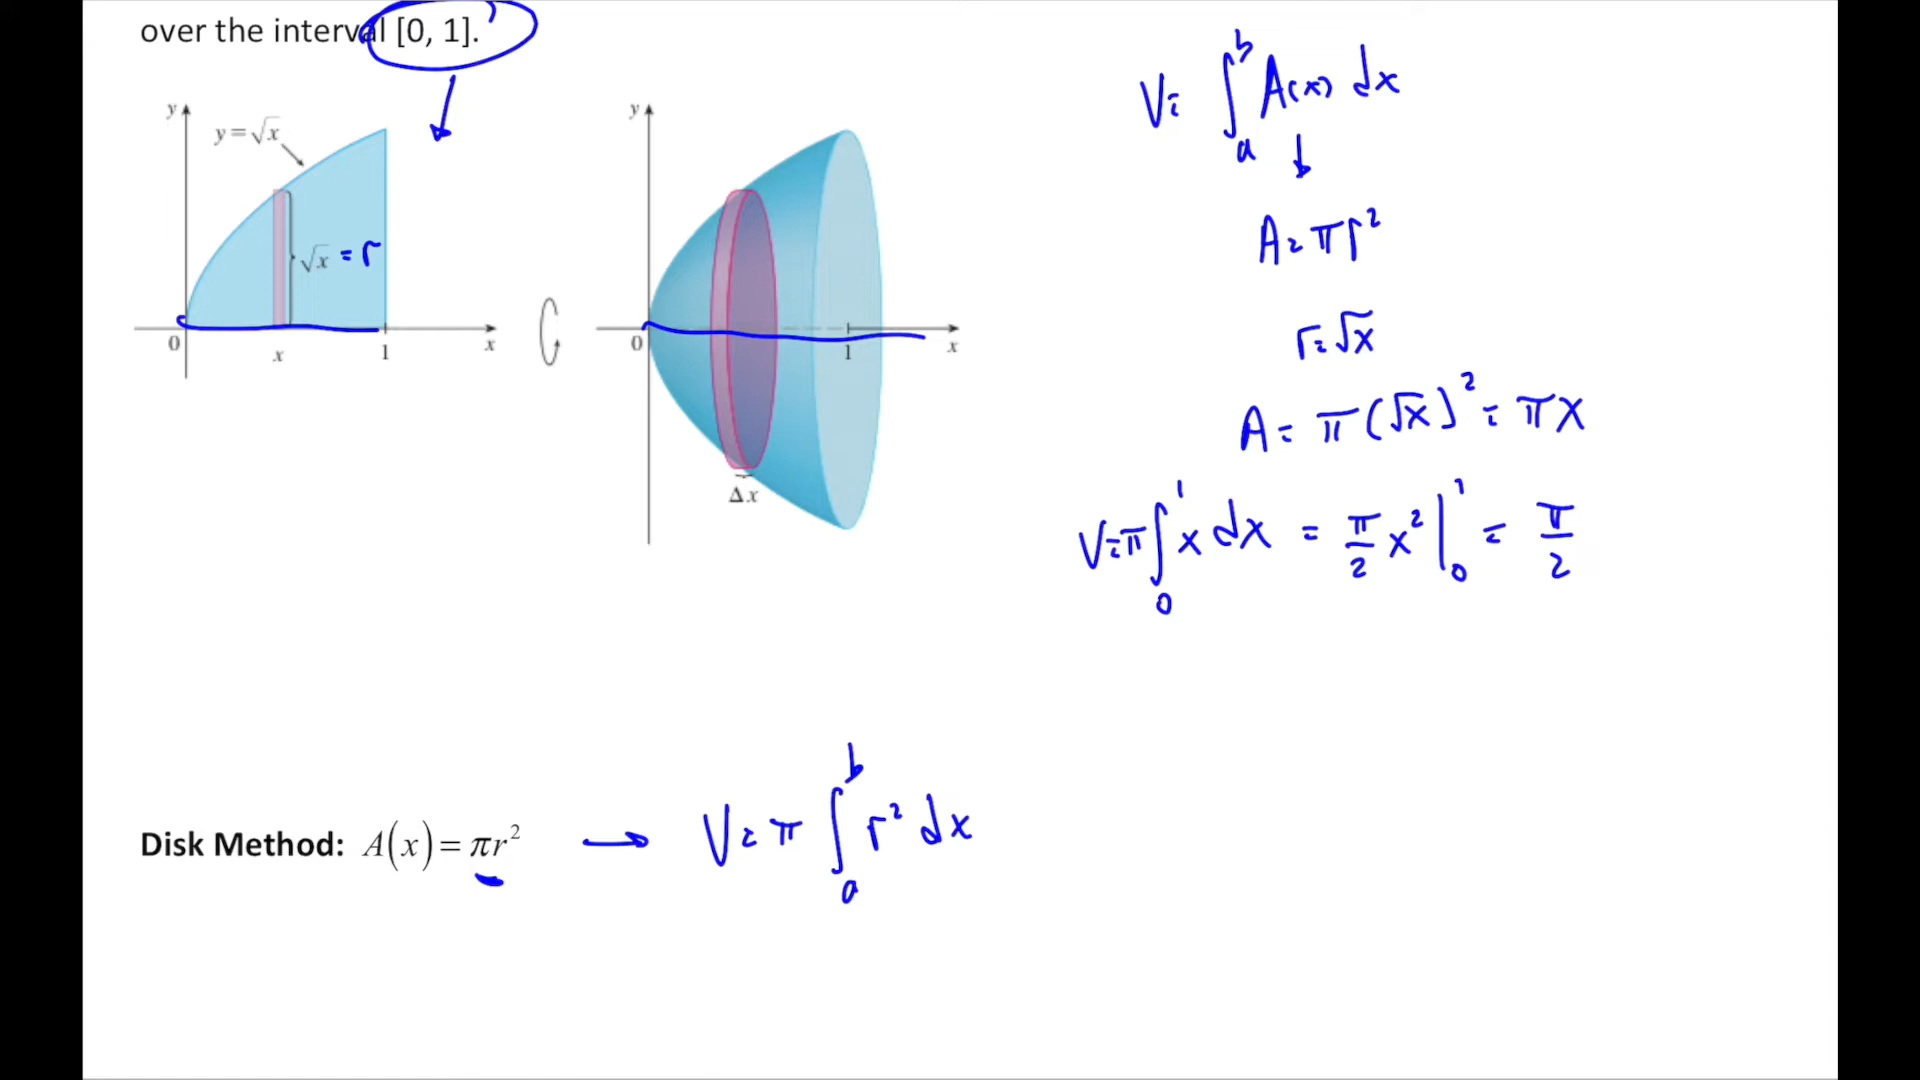 over the interval [0, 1].
y
y = √x
√x = r
0
x
1
x
y
0
1
x
Δx
V = ∫_a^b A(x) dx
A = πr²
r = √x
A = π(√x)² = πx
V = π∫_0^1 x dx = π/2 x² |_0^1 = π/2
Disk Method: A(x) = πr² → V = π ∫_a^b r² dx